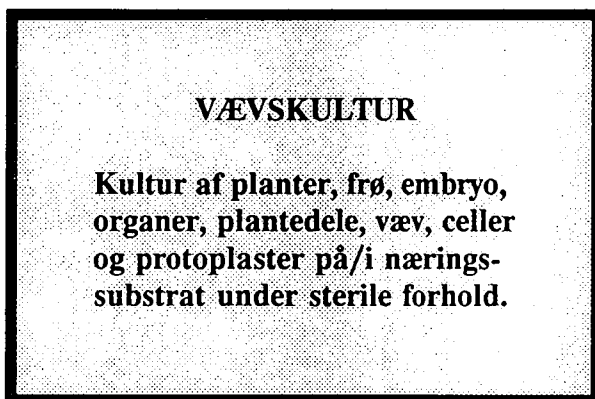 VÆVSKULTUR
Kultur af planter, frø, embryo,
organer, plantedele, væv, celler
og protoplaster på/i nærings-
substrat under sterile forhold.